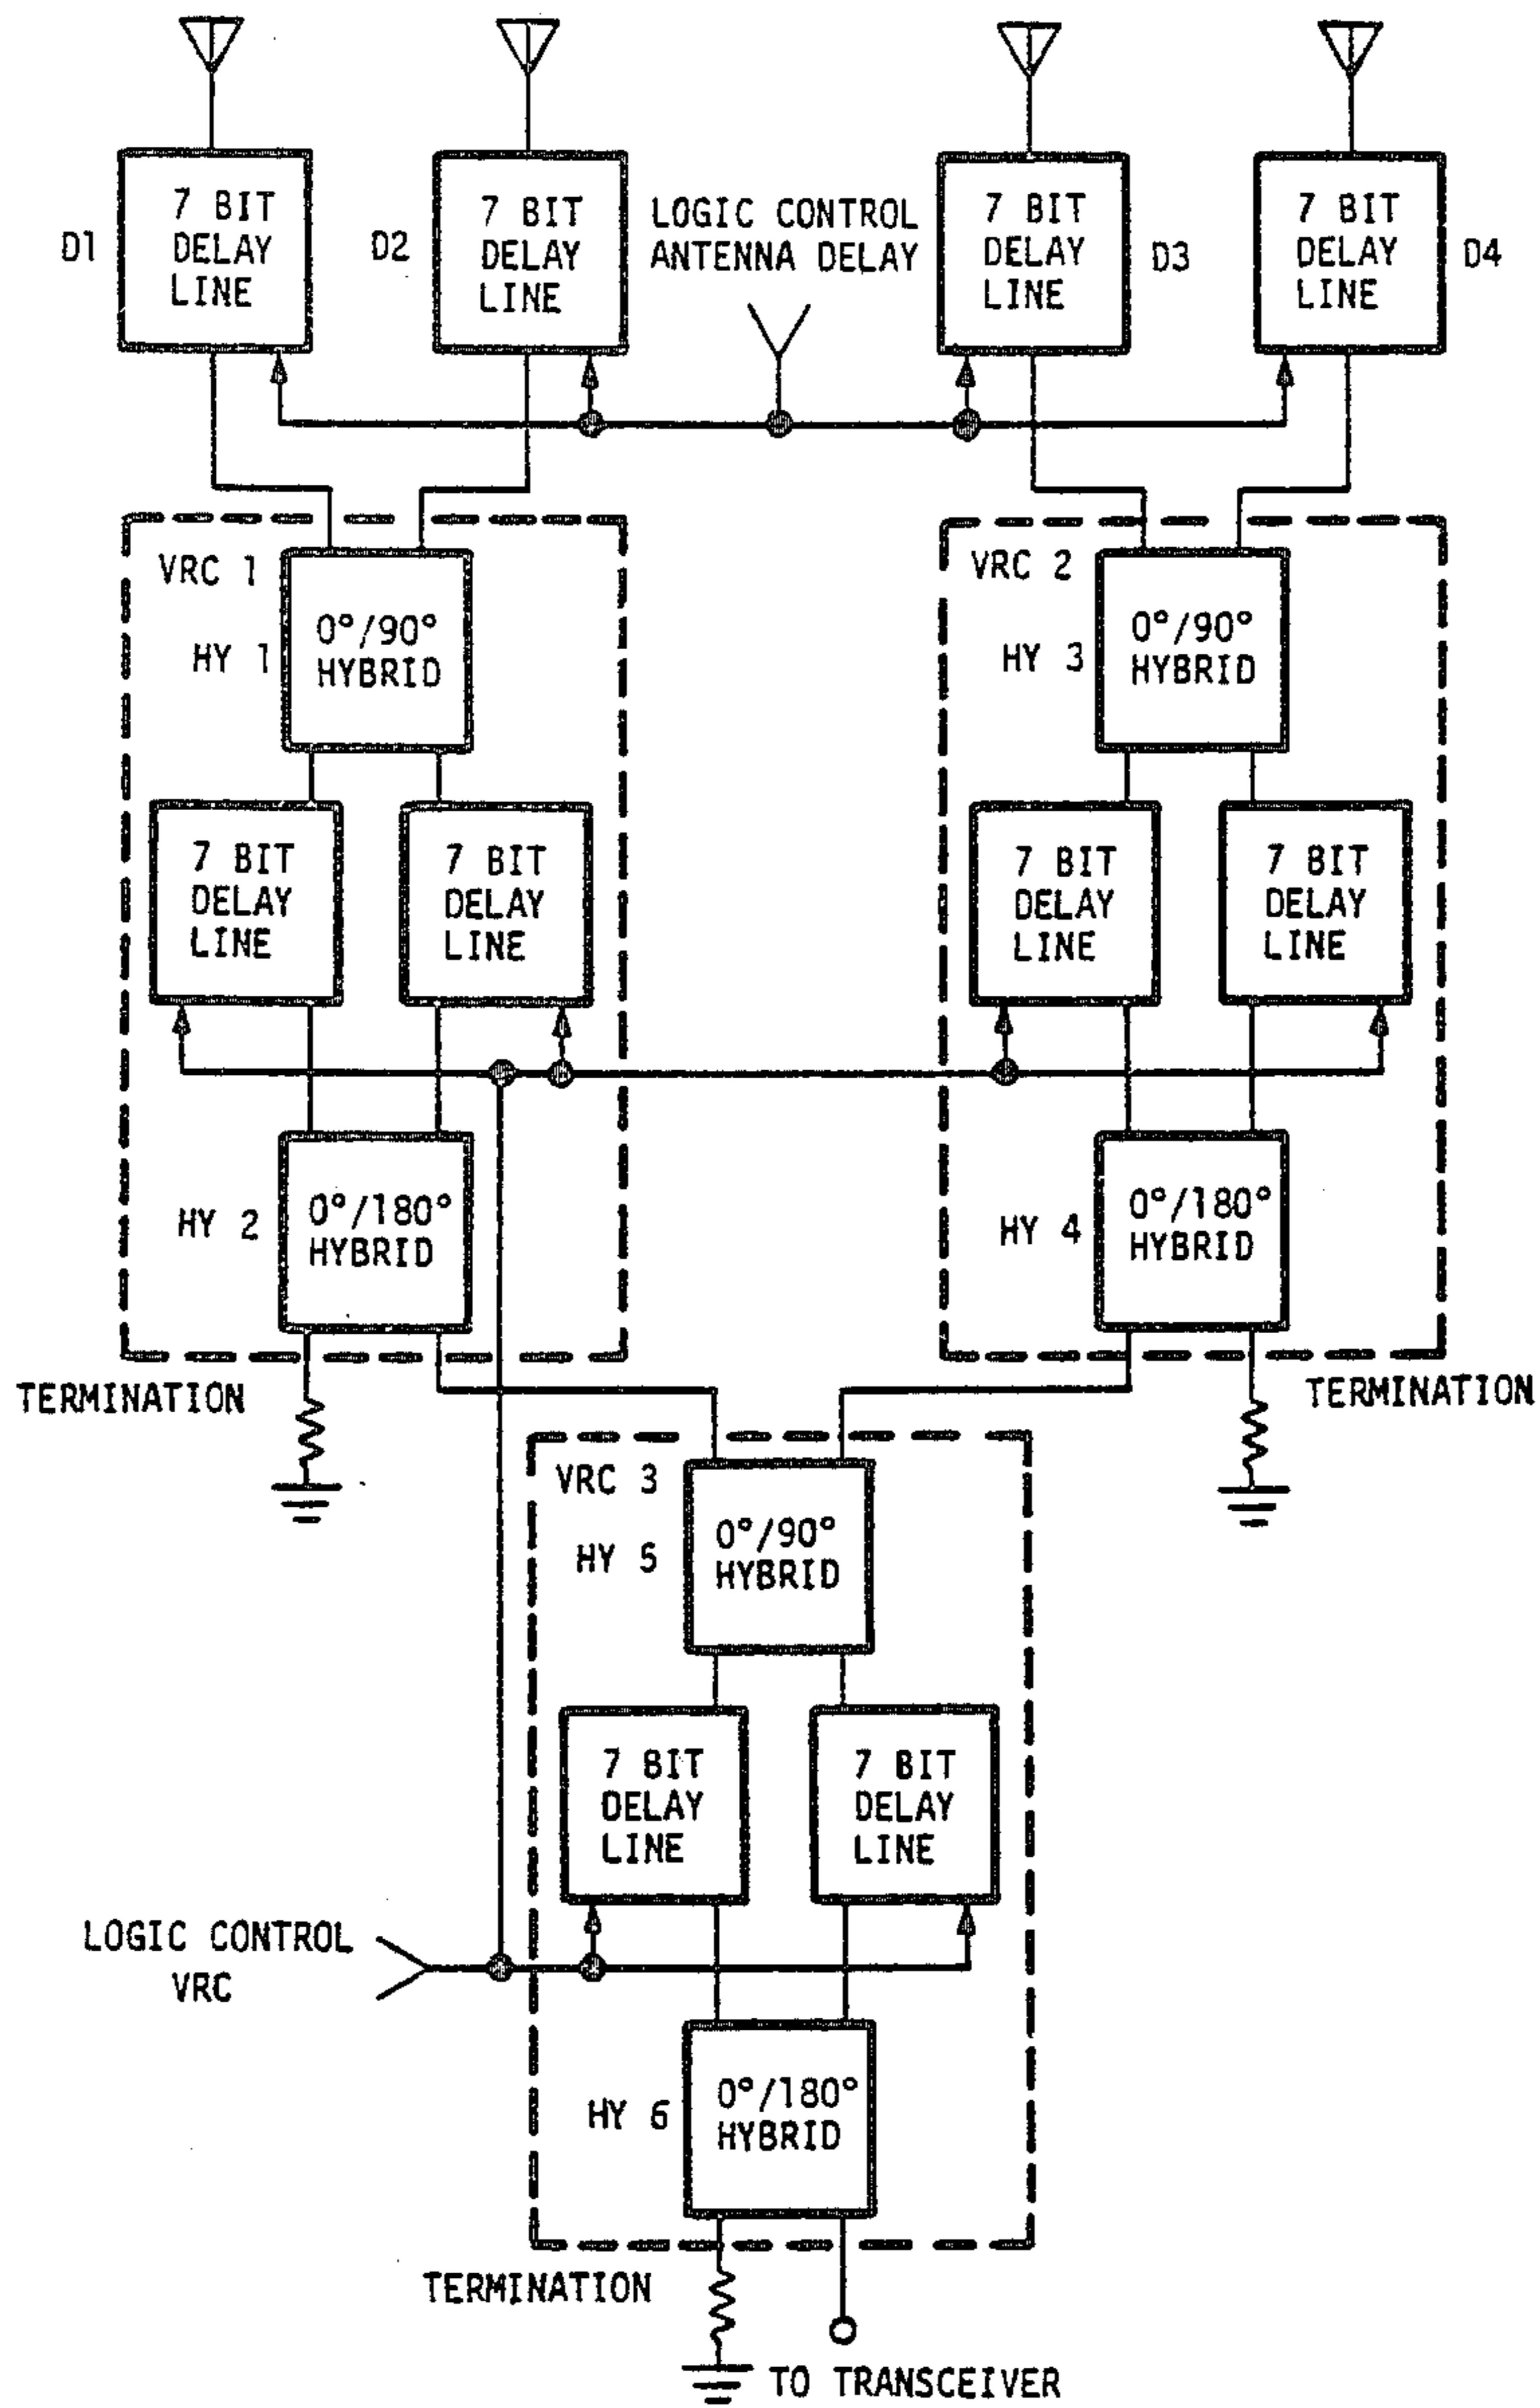 D1
7 BIT
DELAY
LINE
D2
7 BIT
DELAY
LINE
LOGIC CONTROL
ANTENNA DELAY
7 BIT
DELAY
LINE
D3
7 BIT
DELAY
LINE
D4
VRC 1
HY 1
0°/90°
HYBRID
7 BIT
DELAY
LINE
7 BIT
DELAY
LINE
HY 2
0°/180°
HYBRID
TERMINATION
VRC 2
HY 3
0°/90°
HYBRID
7 BIT
DELAY
LINE
7 BIT
DELAY
LINE
HY 4
0°/180°
HYBRID
TERMINATION
VRC 3
HY 5
0°/90°
HYBRID
7 BIT
DELAY
LINE
7 BIT
DELAY
LINE
LOGIC CONTROL
VRC
HY 6
0°/180°
HYBRID
TERMINATION
TO TRANSCEIVER